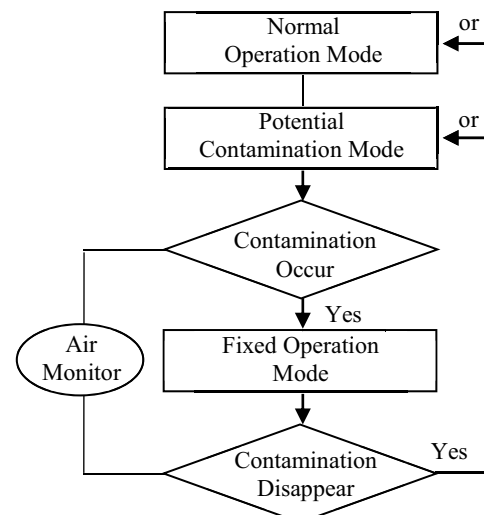 Normal
Operation Mode
or
Potential
Contamination Mode
or
Contamination
Occur
Yes
Air
Monitor
Fixed Operation
Mode
Contamination
Disappear
Yes